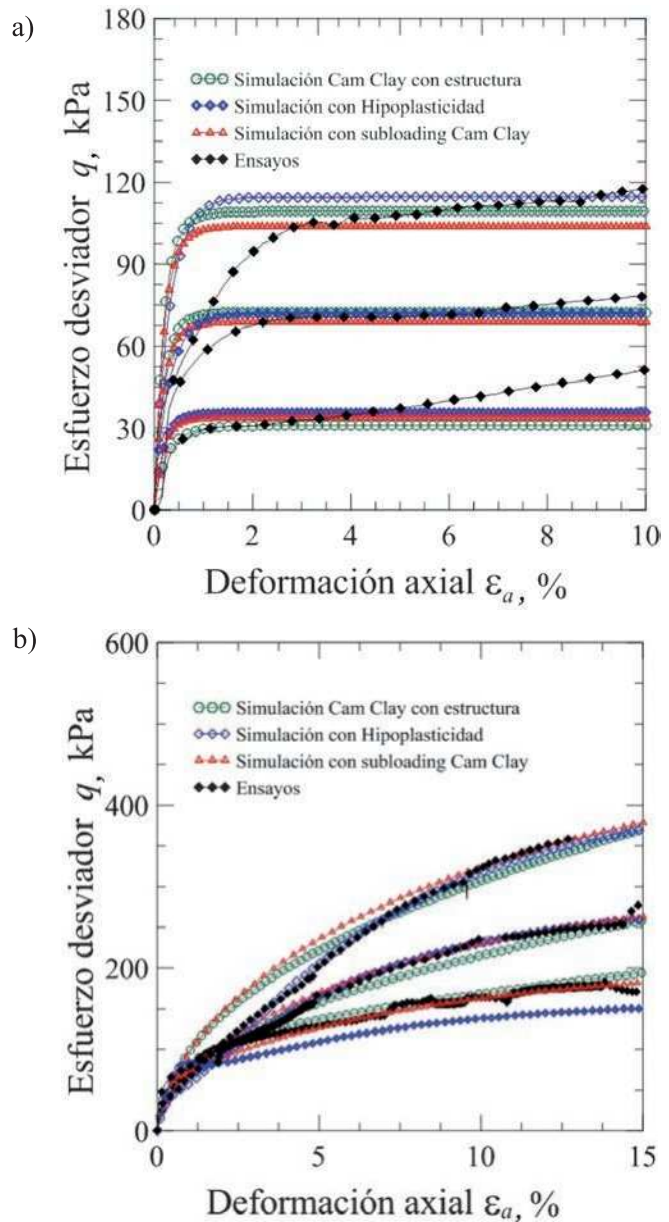 a)
180
150
120
90
60
30
0
Esfuerzo desviador q, kPa
Simulación Cam Clay con estructura
Simulación con Hipoplasticidad
Simulación con subloading Cam Clay
Ensayos
0 2 4 6 8 10
Deformación axial εa, %
b)
600
400
200
0
Esfuerzo desviador q, kPa
Simulación Cam Clay con estructura
Simulación con Hipoplasticidad
Simulación con subloading Cam Clay
Ensayos
0 5 10 15
Deformación axial εa, %